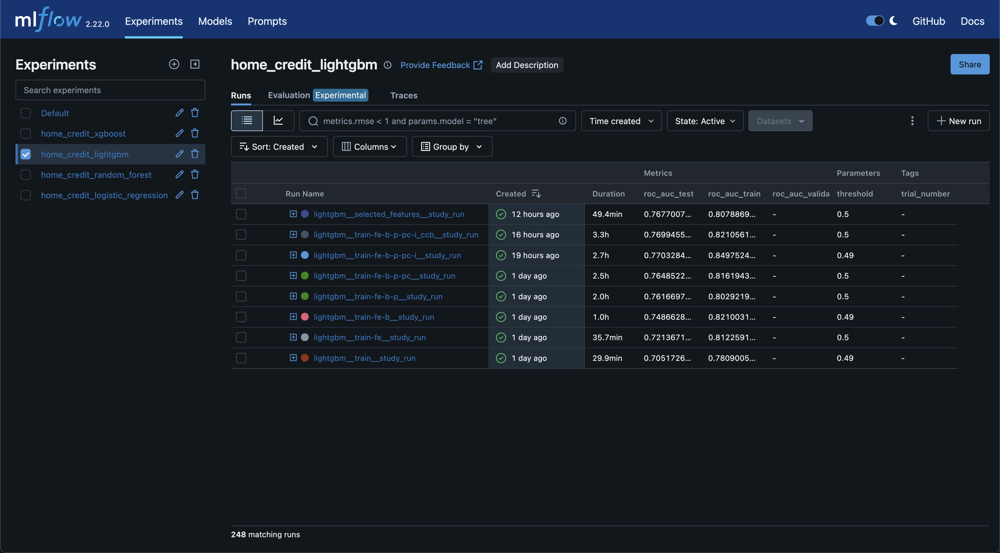 mlflow 2.22.0 Experiments Models Prompts GitHub Docs
Experiments
Search experiments
Default
home_credit_xgboost
home_credit_lightgbm
home_credit_random_forest
home_credit_logistic_regression
home_credit_lightgbm Provide Feedback Add Description Share
Runs Evaluation Experimental Traces
metrics.rmse < 1 and params.model = "tree" Time created State: Active Datasets New run
Sort: Created Columns Group by
Metrics Parameters Tags
Run Name Created Duration roc_auc_test roc_auc_train roc_auc_valida threshold trial_number
lightgbm__selected_features__study_run 12 hours ago 49.4min 0.7677007... 0.8078869... - 0.5 -
lightgbm__train-fe-b-p-pc-i_ccb__study_run 16 hours ago 3.3h 0.7699455... 0.8210561... - 0.5 -
lightgbm__train-fe-b-p-pc-i__study_run 19 hours ago 2.7h 0.7703284... 0.8497524... - 0.49 -
lightgbm__train-fe-b-p-pc__study_run 1 day ago 2.5h 0.7648522... 0.8161943... - 0.5 -
lightgbm__train-fe-b-p__study_run 1 day ago 2.0h 0.7616697... 0.8029219... - 0.5 -
lightgbm__train-fe-b__study_run 1 day ago 1.0h 0.7486628... 0.8210031... - 0.49 -
lightgbm__train-fe__study_run 1 day ago 35.7min 0.7213671... 0.8122591... - 0.5 -
lightgbm__train__study_run 1 day ago 29.9min 0.7051726... 0.7809005... - 0.49 -
248 matching runs